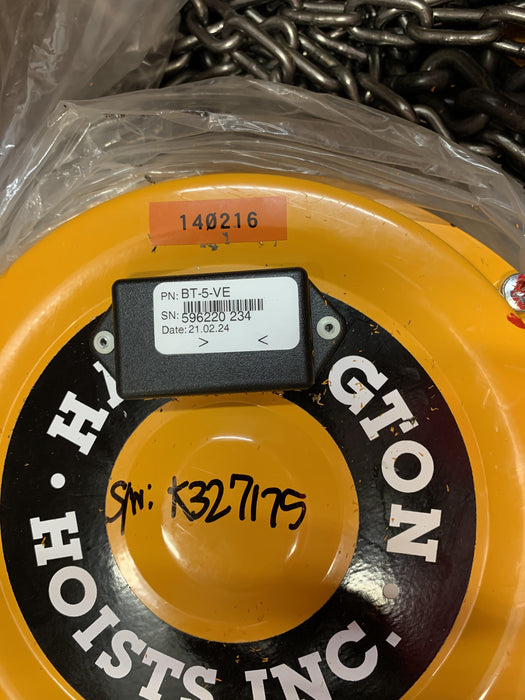 140216
PN: BT-5-VE
SN: 596220 234
Date: 21.02.24
> <
GTON
S/N: K327175
· HOISTS INC.